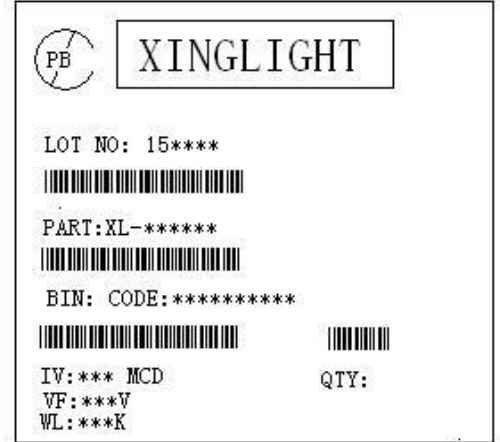 PB
XINGLIGHT
LOT NO: 15****
PART:XL-******
BIN: CODE:**********
IV:*** MCD QTY:
VF:***V
WL:***K